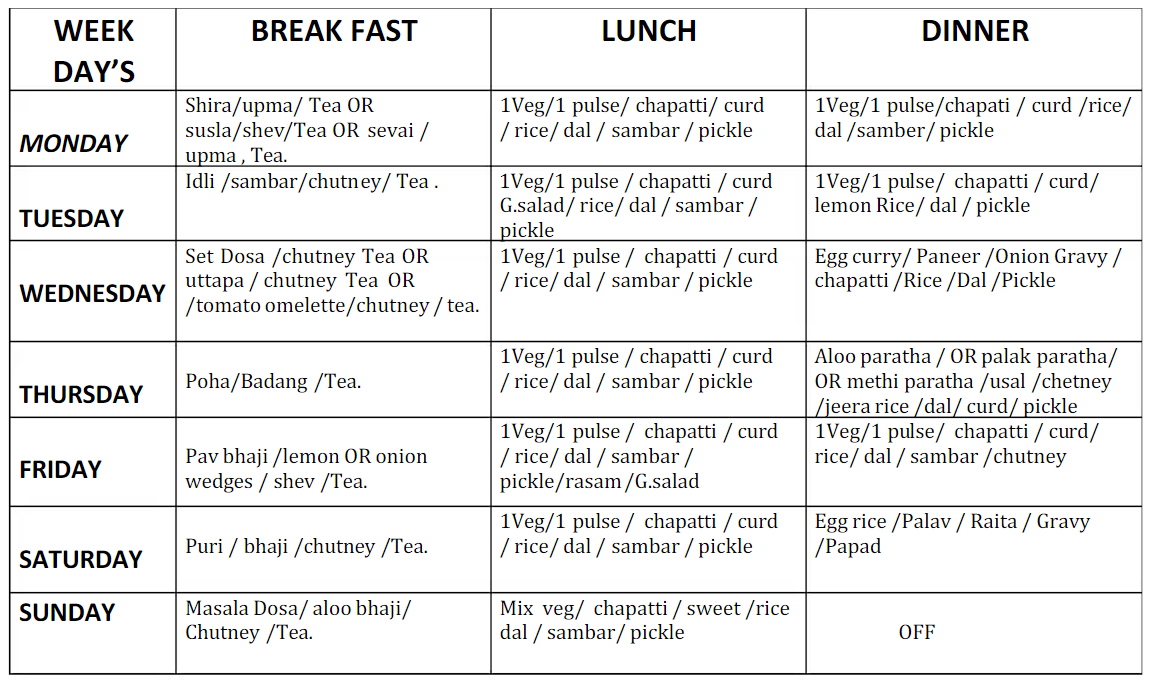 WEEK DAY'S BREAK FAST LUNCH DINNER
MONDAY
Shira/upma/ Tea OR
susla/shev/Tea OR sevai /
upma , Tea.
1Veg/1 pulse/ chapatti/ curd
/ rice/ dal / sambar / pickle
1Veg/1 pulse/chapati / curd /rice/
dal /samber/ pickle
TUESDAY
Idli /sambar/chutney/ Tea .
1Veg/1 pulse / chapatti / curd
G.salad/ rice/ dal / sambar /
pickle
1Veg/1 pulse/ chapatti / curd/
lemon Rice/ dal / pickle
WEDNESDAY
Set Dosa /chutney Tea OR
uttapa / chutney Tea OR
/tomato omelette/chutney / tea.
1Veg/1 pulse/ chapatti / curd
/ rice/ dal / sambar / pickle
Egg curry/ Paneer /Onion Gravy /
chapatti /Rice /Dal /Pickle
THURSDAY
Poha/Badang /Tea.
1Veg/1 pulse / chapatti / curd
/ rice/ dal / sambar / pickle
Aloo paratha / OR palak paratha/
OR methi paratha /usal /chetney
/jeera rice /dal/ curd/ pickle
FRIDAY
Pav bhaji /lemon OR onion
wedges / shev /Tea.
1Veg/1 pulse / chapatti / curd
/ rice/ dal / sambar /
pickle/rasam /G.salad
1Veg/1 pulse/ chapatti / curd/
rice/ dal / sambar /chutney
SATURDAY
Puri / bhaji /chutney /Tea.
1Veg/1 pulse / chapatti / curd
/ rice/ dal / sambar / pickle
Egg rice /Palav / Raita / Gravy
/Papad
SUNDAY
Masala Dosa/ aloo bhaji/
Chutney /Tea.
Mix veg/ chapatti / sweet /rice
dal / sambar/ pickle
OFF